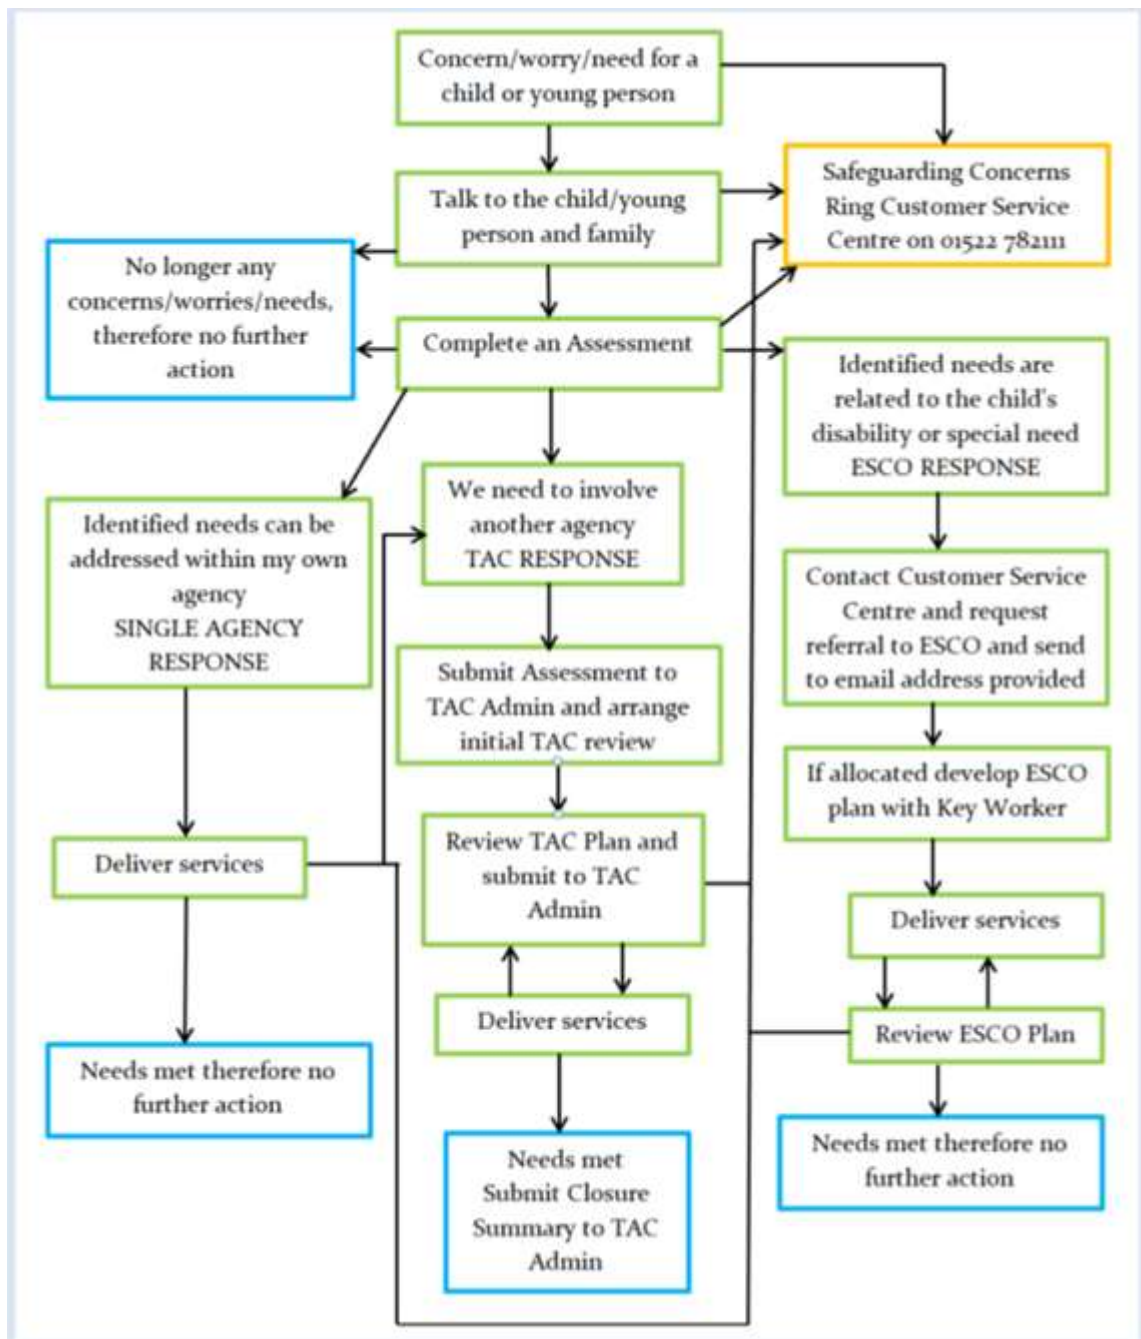 Concern/worry/need for a
child or young person
Talk to the child/young
person and family
Safeguarding Concerns
Ring Customer Service
Centre on 01522 782111
No longer any
concerns/worries/needs,
therefore no further
action
Complete an Assessment
Identified needs are
related to the child's
disability or special need
ESCO RESPONSE
Identified needs can be
addressed within my own
agency
SINGLE AGENCY
RESPONSE
We need to involve
another agency
TAC RESPONSE
Contact Customer Service
Centre and request
referral to ESCO and send
to email address provided
Submit Assessment to
TAC Admin and arrange
initial TAC review
If allocated develop ESCO
plan with Key Worker
Deliver services
Review TAC Plan and
submit to TAC
Admin
Deliver services
Deliver services
Review ESCO Plan
Needs met therefore no
further action
Needs met
Submit Closure
Summary to TAC
Admin
Needs met therefore no
further action